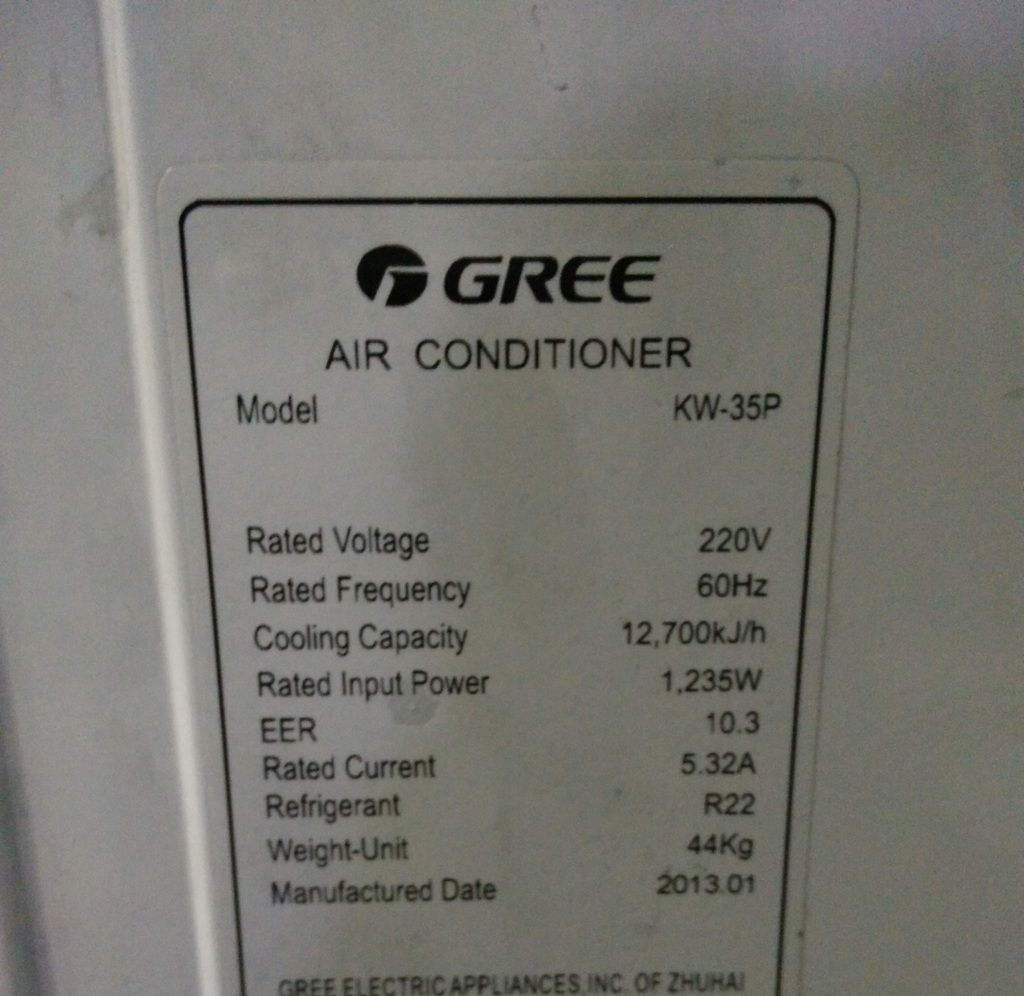 GREE
AIR CONDITIONER
Model KW-35P
Rated Voltage 220V
Rated Frequency 60Hz
Cooling Capacity 12,700kJ/h
Rated Input Power 1,235W
EER 10.3
Rated Current 5.32A
Refrigerant R22
Weight-Unit 44Kg
Manufactured Date 2013.01
GREE ELECTRIC APPLIANCES,INC. OF ZHUHAI